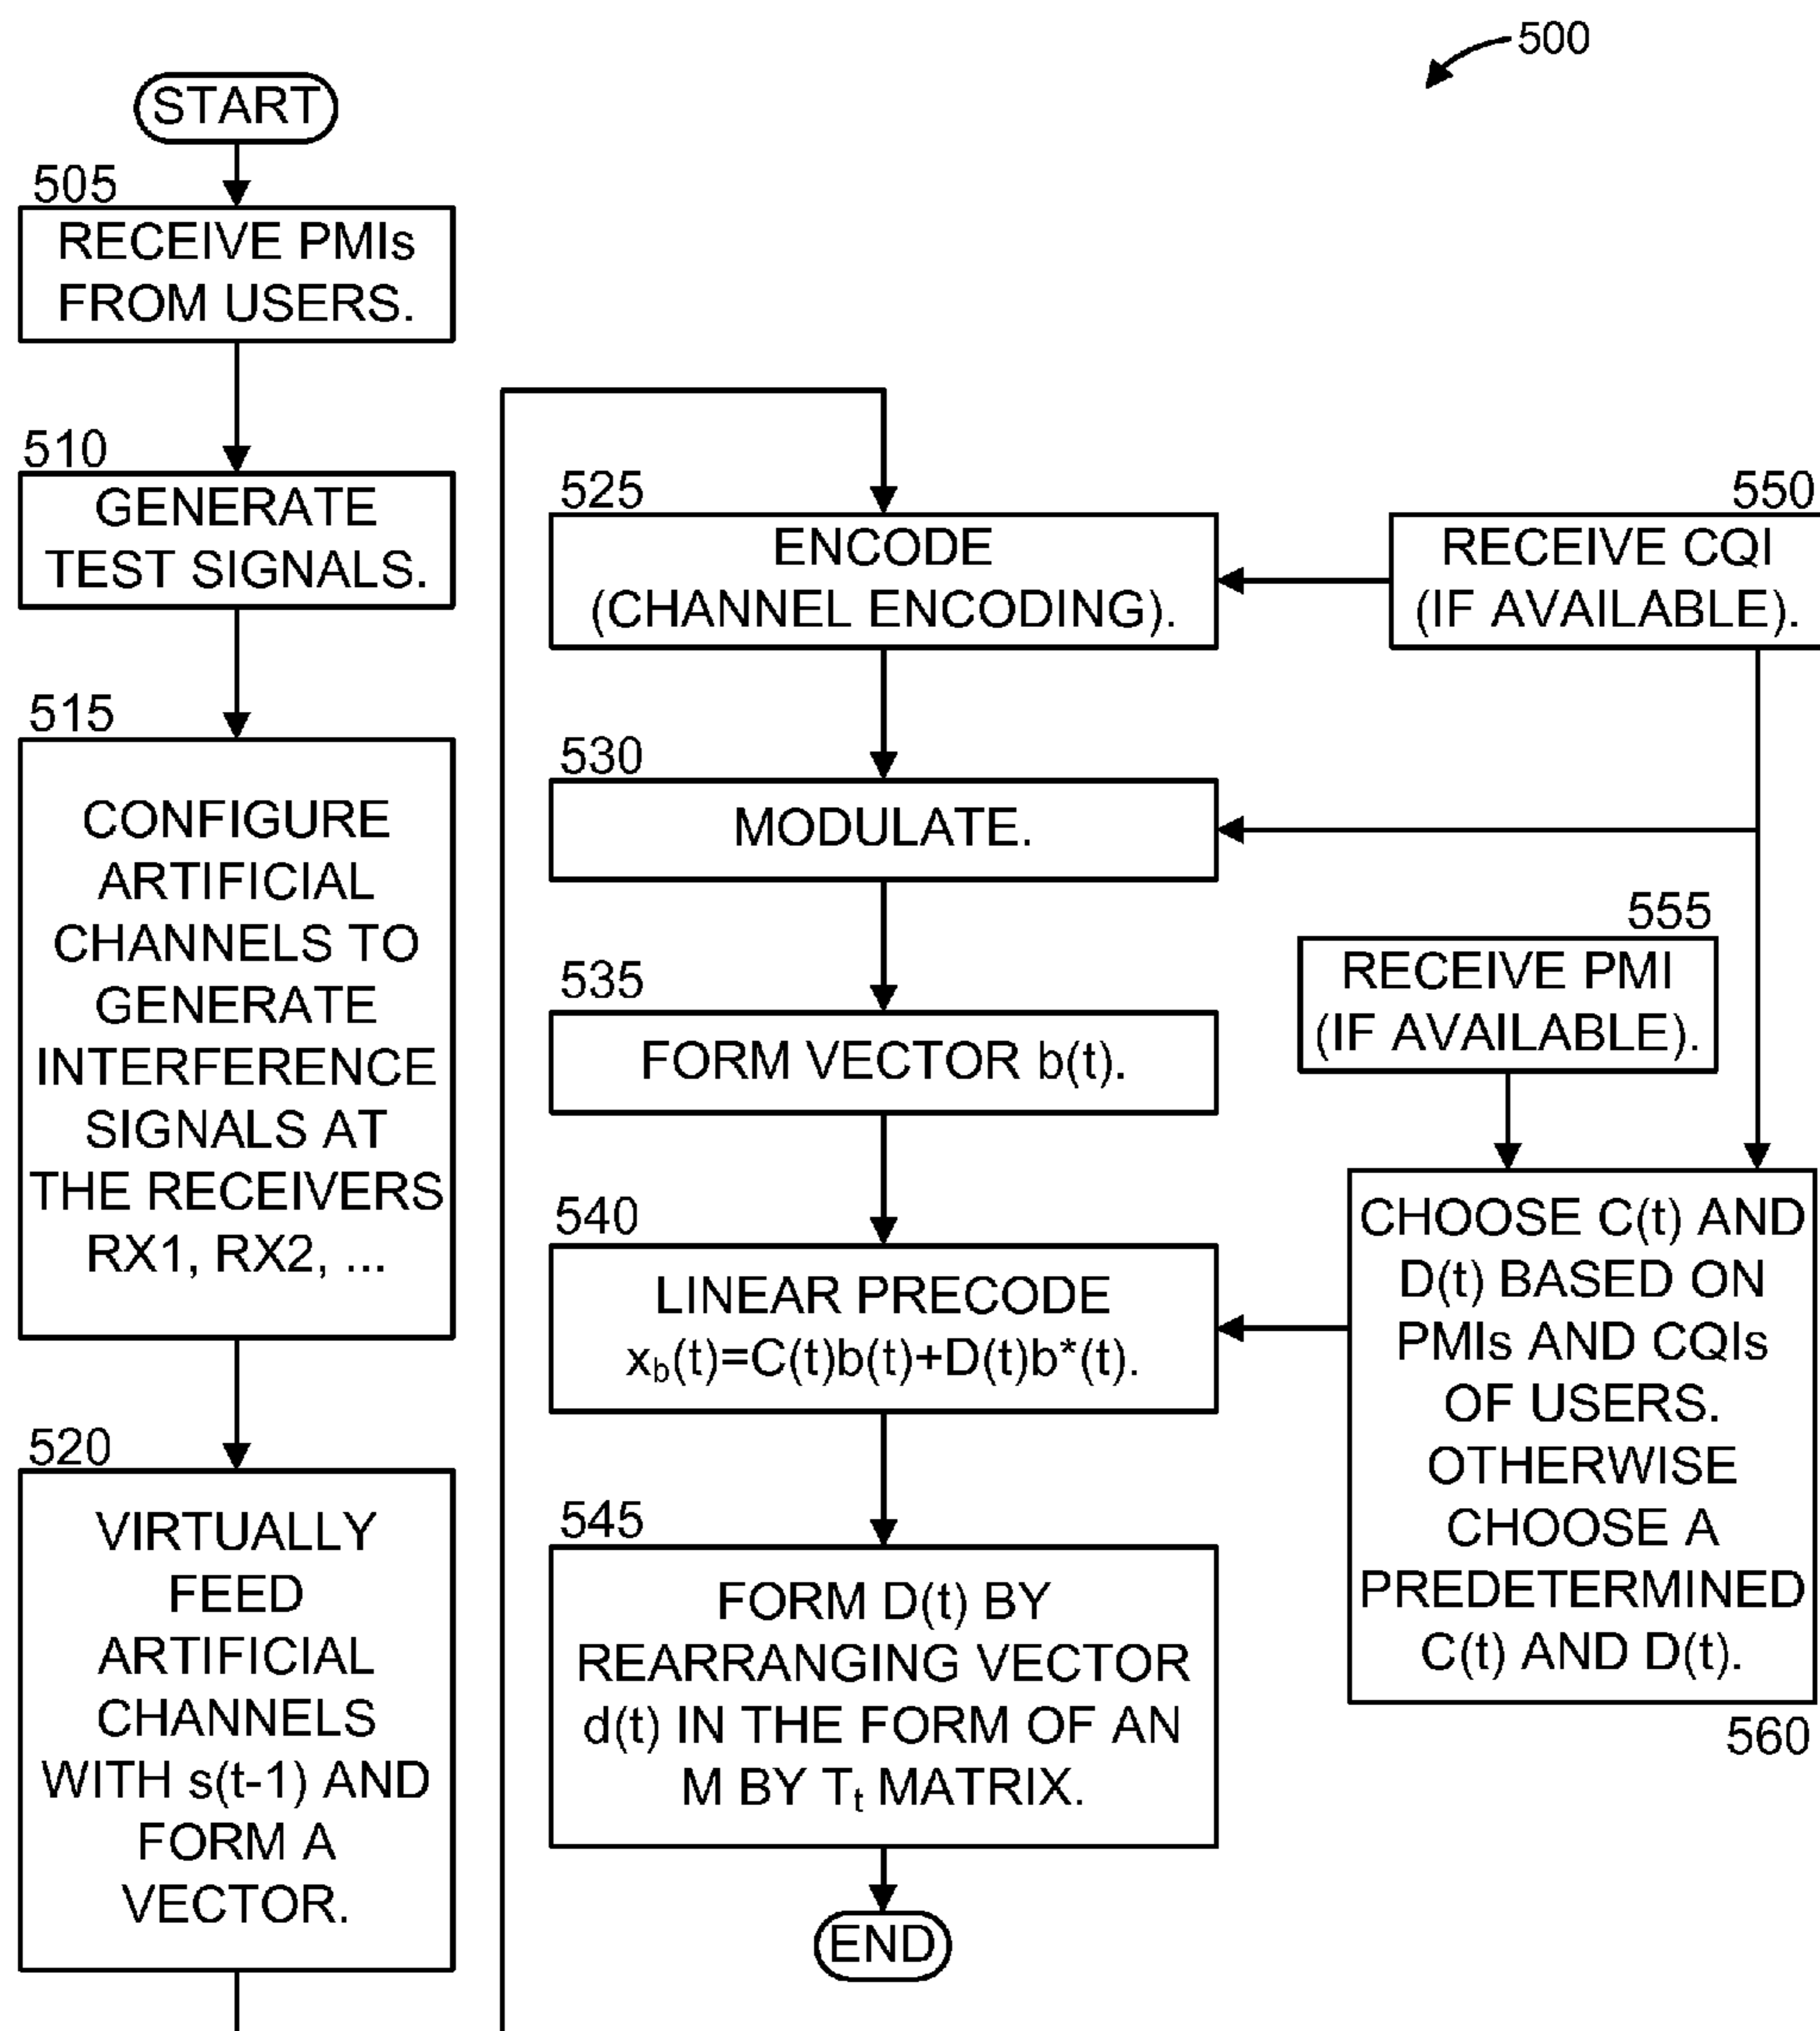 500
START
505
RECEIVE PMIs
FROM USERS.
510
GENERATE
TEST SIGNALS.
515
CONFIGURE
ARTIFICIAL
CHANNELS TO
GENERATE
INTERFERENCE
SIGNALS AT
THE RECEIVERS
RX1, RX2, ...
520
VIRTUALLY
FEED
ARTIFICIAL
CHANNELS
WITH s(t-1) AND
FORM A
VECTOR.
525
ENCODE
(CHANNEL ENCODING).
530
MODULATE.
535
FORM VECTOR b(t).
540
LINEAR PRECODE
x_b(t)=C(t)b(t)+D(t)b*(t).
545
FORM D(t) BY
REARRANGING VECTOR
d(t) IN THE FORM OF AN
M BY T_t MATRIX.
END
550
RECEIVE CQI
(IF AVAILABLE).
555
RECEIVE PMI
(IF AVAILABLE).
CHOOSE C(t) AND
D(t) BASED ON
PMIs AND CQIs
OF USERS.
OTHERWISE
CHOOSE A
PREDETERMINED
C(t) AND D(t).
560